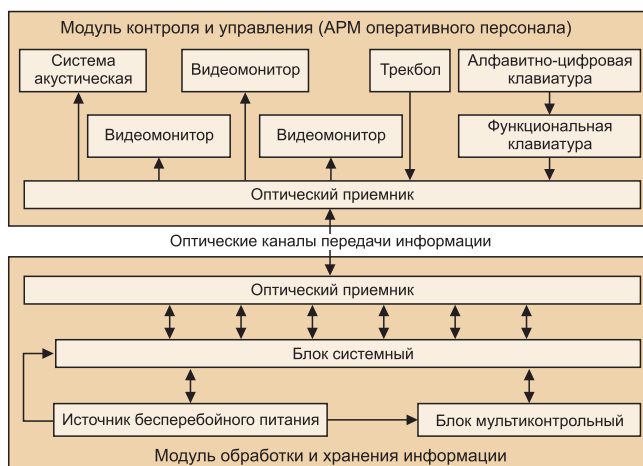 Модуль контроля и управления (АРМ оперативного персонала)
Система
акустическая
Видеомонитор
Трекбол
Алфавитно-цифровая
клавиатура
Видеомонитор
Видеомонитор
Функциональная
клавиатура
Оптический приемник
Оптические каналы передачи информации
Оптический приемник
Блок системный
Источник бесперебойного питания
Блок мультиконтрольный
Модуль обработки и хранения информации